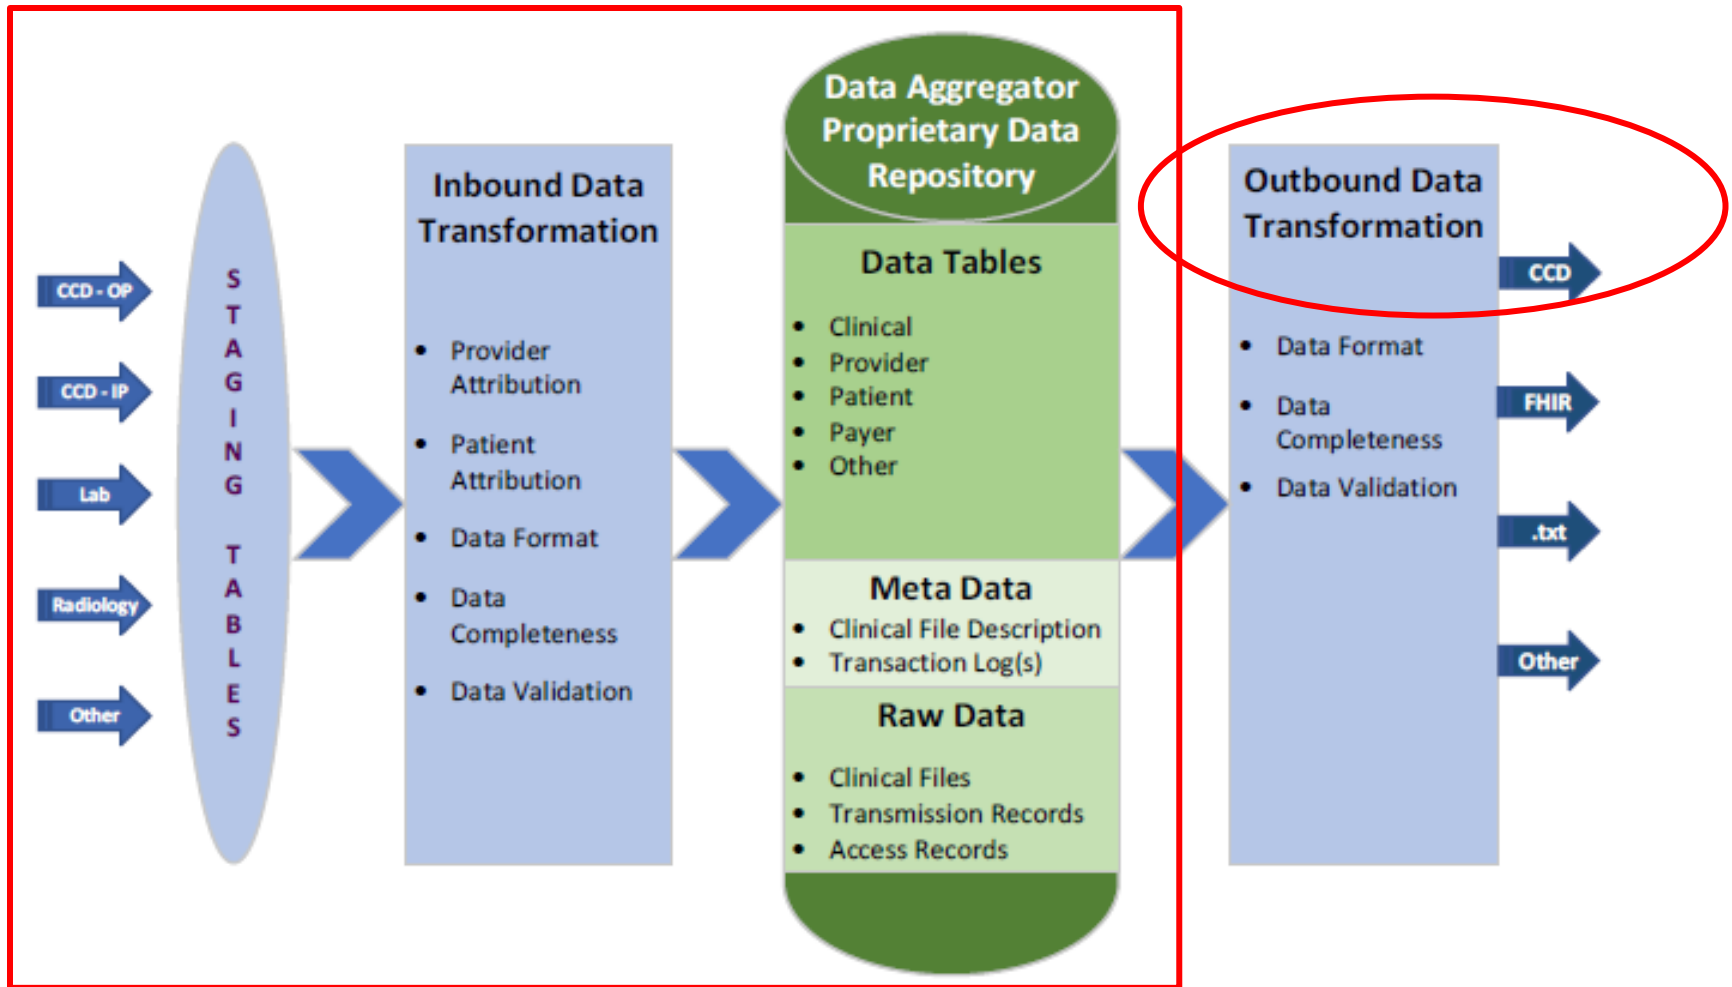 CCD - OP
CCD - IP
Lab
Radiology
Other
STAGING TABLES
Inbound Data
Transformation
• Provider
Attribution
• Patient
Attribution
• Data Format
• Data
Completeness
• Data Validation
Data Aggregator
Proprietary Data
Repository
Data Tables
• Clinical
• Provider
• Patient
• Payer
• Other
Meta Data
• Clinical File Description
• Transaction Log(s)
Raw Data
• Clinical Files
• Transmission Records
• Access Records
Outbound Data
Transformation
• Data Format
• Data
Completeness
• Data Validation
CCD
FHIR
.txt
Other